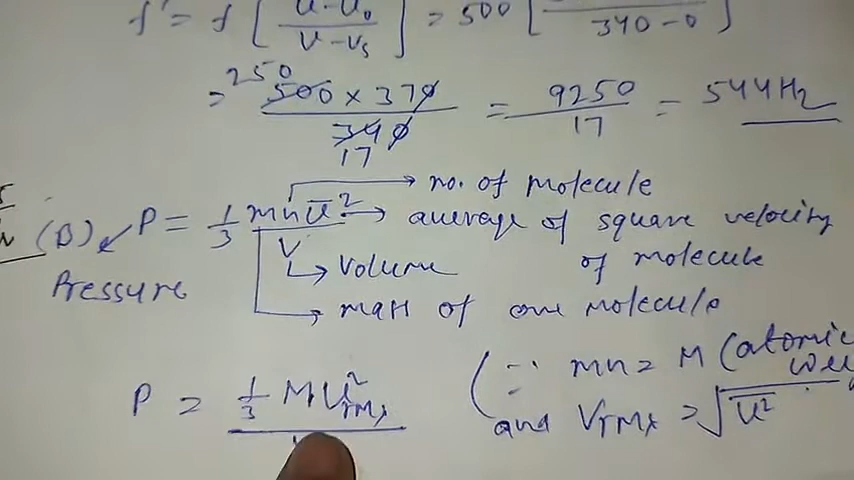 f' = f [ U-U₀ / V-Vs ] = 500 [ 340-0 ]
= 250 500 × 370 / 340 17 = 9250 / 17 = 544Hz
(B) P = 1/3 mnū² / V → no. of molecule
→ average of square velocity of molecule
Pressure
→ volume
→ mass of one molecule
P = 1/3 M U²rms
(∵ mn = M (atomic
and Vrms = √ū²